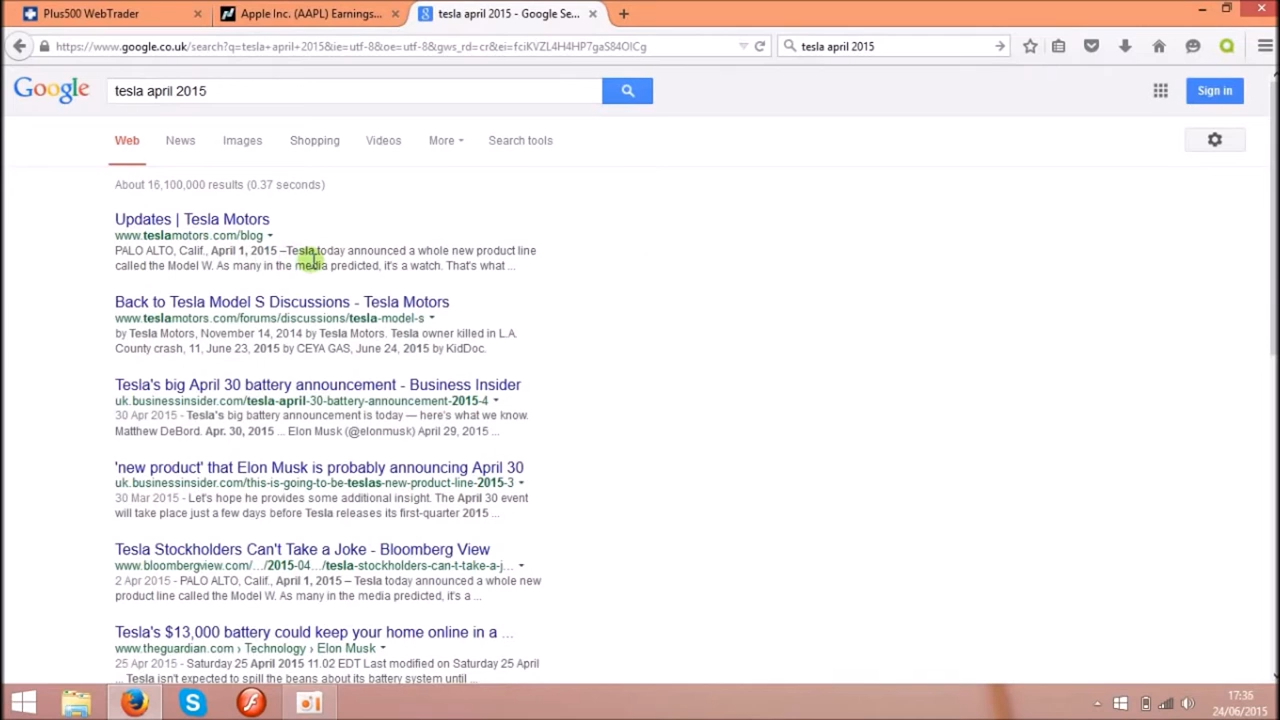 Plus500 WebTrader
Apple Inc. (AAPL) Earnings...
tesla april 2015 - Google Se...
https://www.google.co.uk/search?q=tesla+april+2015&ie=utf-8&oe=utf-8&gws_rd=cr&ei=fciKVZL4H4HP7gaS84OICg
tesla april 2015
Google
tesla april 2015
Sign in
Web
News
Images
Shopping
Videos
More
Search tools
About 16,100,000 results (0.37 seconds)
Updates | Tesla Motors
www.teslamotors.com/blog
PALO ALTO, Calif., April 1, 2015 –Tesla today announced a whole new product line
called the Model W. As many in the media predicted, it's a watch. That's what ...
Back to Tesla Model S Discussions - Tesla Motors
www.teslamotors.com/forums/discussions/tesla-model-s
by Tesla Motors, November 14, 2014 by Tesla Motors. Tesla owner killed in L.A.
County crash, 11, June 23, 2015 by CEYA GAS, June 24, 2015 by KidDoc.
Tesla's big April 30 battery announcement - Business Insider
uk.businessinsider.com/tesla-april-30-battery-announcement-2015-4
30 Apr 2015 - Tesla's big battery announcement is today — here's what we know.
Matthew DeBord. Apr. 30, 2015 ... Elon Musk (@elonmusk) April 29, 2015 ...
'new product' that Elon Musk is probably announcing April 30
uk.businessinsider.com/this-is-going-to-be-teslas-new-product-line-2015-3
30 Mar 2015 - Let's hope he provides some additional insight. The April 30 event
will take place just a few days before Tesla releases its first-quarter 2015 ...
Tesla Stockholders Can't Take a Joke - Bloomberg View
www.bloombergview.com/.../2015-04.../tesla-stockholders-can-t-take-a-j...
2 Apr 2015 - PALO ALTO, Calif., April 1, 2015 – Tesla today announced a whole new
product line called the Model W. As many in the media predicted, it's a ...
Tesla's $13,000 battery could keep your home online in a ...
www.theguardian.com › Technology › Elon Musk
25 Apr 2015 - Saturday 25 April 2015 11.02 EDT Last modified on Saturday 25 April
... Tesla isn't expected to spill the beans about its battery system until ...
17:35
24/06/2015